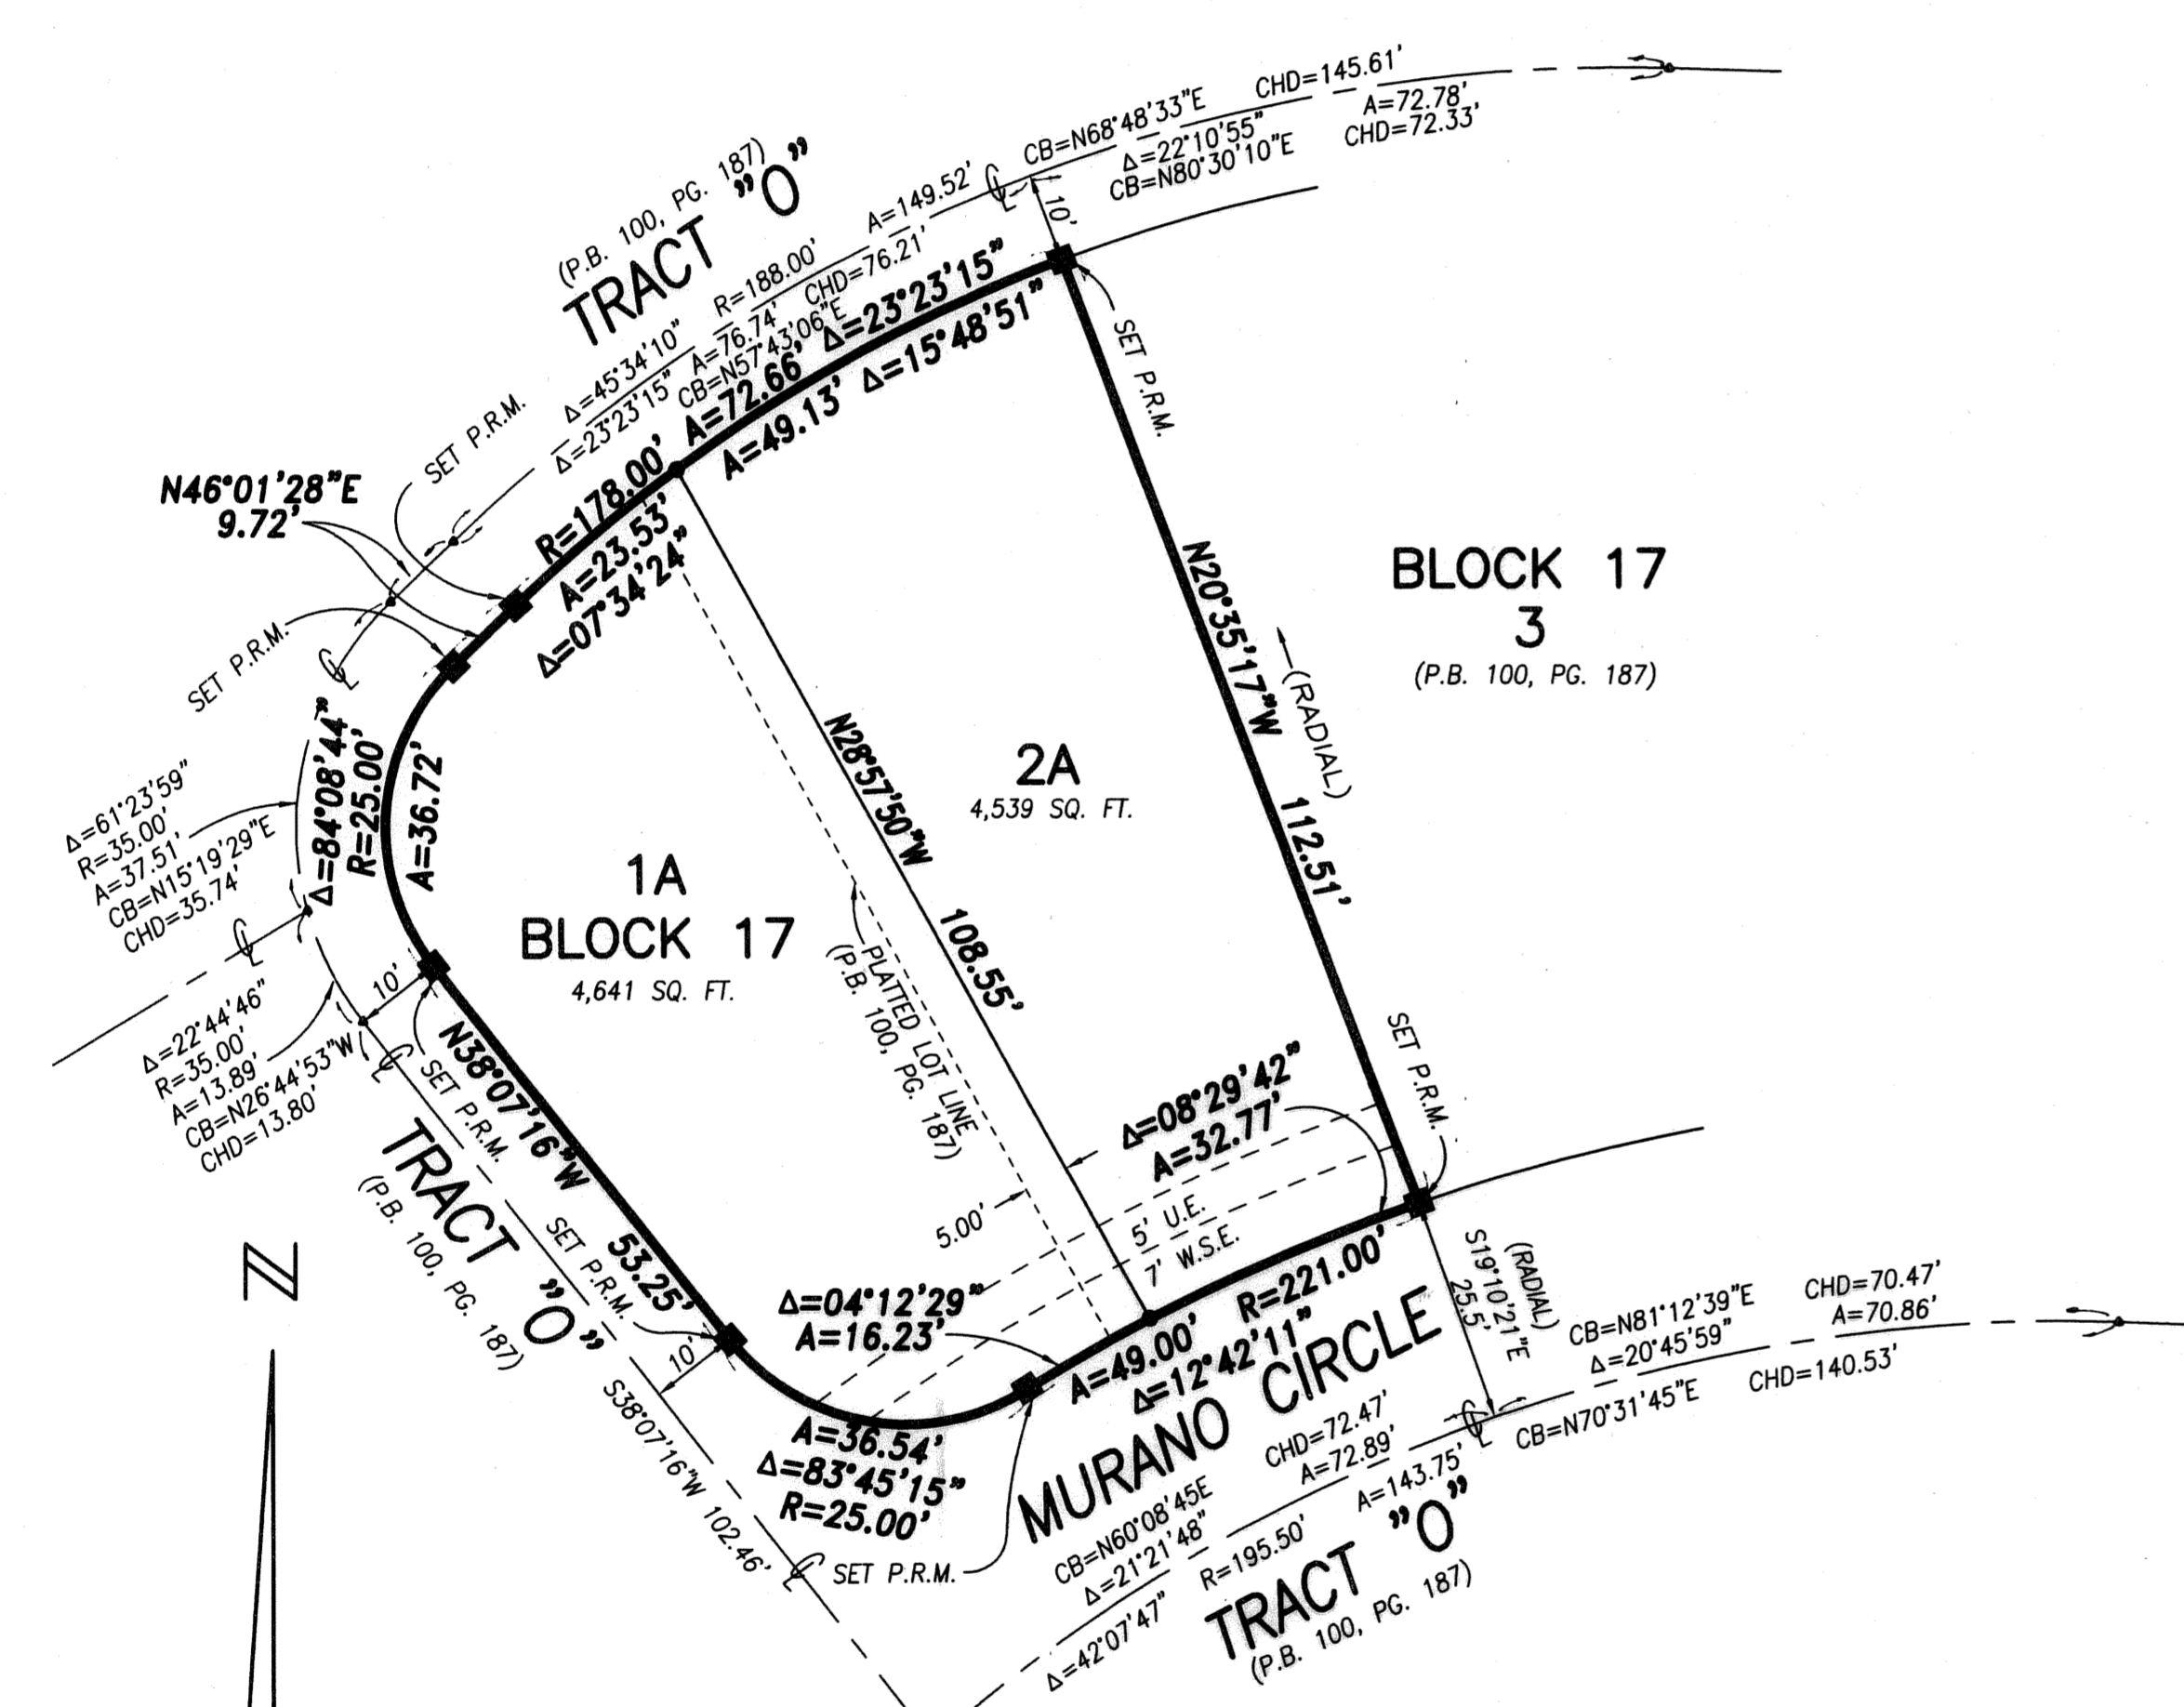 CB=N68°48'33"E
CHD=145.61'
Δ=22°10'55"
A=72.78'
CB=N80°30'10"E
CHD=72.33'
(P.B. 100, PG. 187)
TRACT "O"
Δ=45°34'10"
R=188.00'
A=149.52'
Δ=23°23'15"
A=76.74'
CHD=76.21'
CB=N57°43'06"E
10'
R=178.00'
A=72.66'
Δ=23°23'15"
A=49.13'
Δ=15°48'51"
A=23.53'
Δ=07°34'24"
SET P.R.M.
SET P.R.M.
N46°01'28"E
9.72'
SET P.R.M.
N20°35'17"W
112.51'
(RADIAL)
BLOCK 17
3
(P.B. 100, PG. 187)
Δ=84°08'44"
R=25.00'
A=36.72'
Δ=61°23'59"
R=35.00'
A=37.51'
CB=N15°19'29"E
CHD=35.74'
2A
4,539 SQ. FT.
N28°57'50"W
108.55'
1A
BLOCK 17
4,641 SQ. FT.
PLATTED LOT LINE
(P.B. 100, PG. 187)
Δ=22°44'46"
R=35.00'
A=13.89'
CB=N26°44'53"W
CHD=13.80'
10'
SET P.R.M.
N38°07'16"W
53.25'
TRACT "O"
(P.B. 100, PG. 187)
SET P.R.M.
10'
S38°07'16"W 102.46'
N
SET P.R.M.
Δ=08°29'42"
A=32.77'
5.00'
5' U.E.
7' W.S.E.
Δ=04°12'29"
A=16.23'
A=49.00'
R=221.00'
Δ=12°42'11"
A=36.54'
Δ=83°45'15"
R=25.00'
SET P.R.M.
MURANO CIRCLE
(RADIAL)
S19°10'21"E
25.5'
CB=N81°12'39"E
CHD=70.47'
Δ=20°45'59"
A=70.86'
CB=N70°31'45"E
CHD=140.53'
CHD=72.47'
A=72.89'
CB=N60°08'45E
Δ=21°21'48"
R=195.50'
A=143.75'
Δ=42°07'47"
TRACT "O"
(P.B. 100, PG. 187)